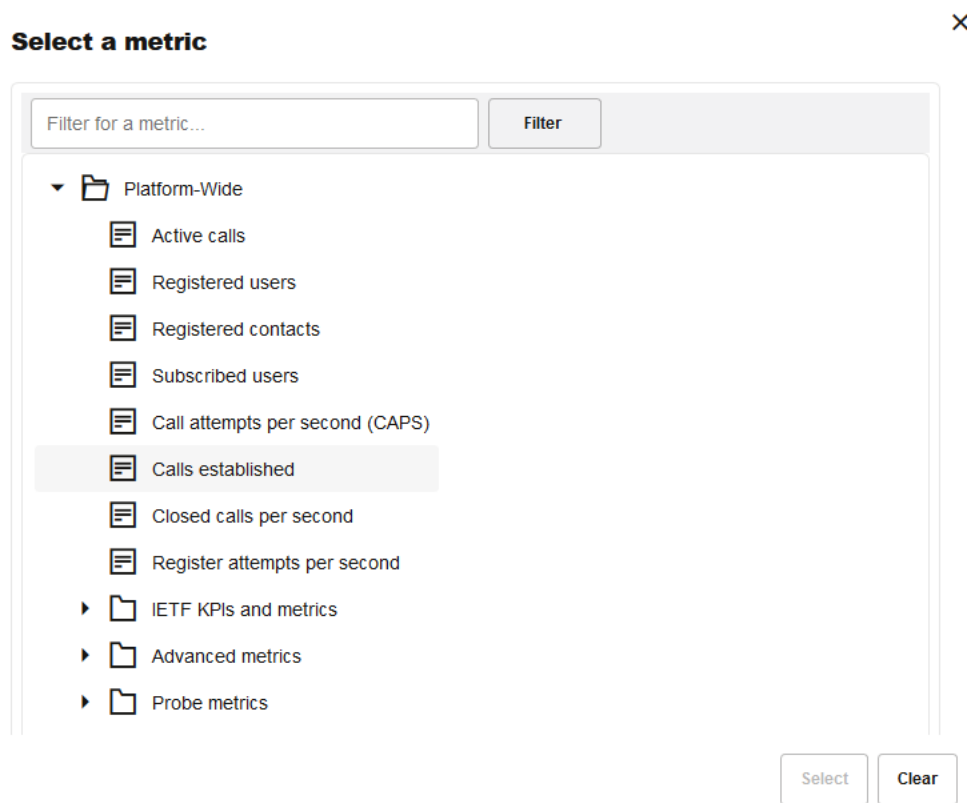 Select a metric
Filter for a metric...
Filter
Platform-Wide
Active calls
Registered users
Registered contacts
Subscribed users
Call attempts per second (CAPS)
Calls established
Closed calls per second
Register attempts per second
IETF KPIs and metrics
Advanced metrics
Probe metrics
Select
Clear